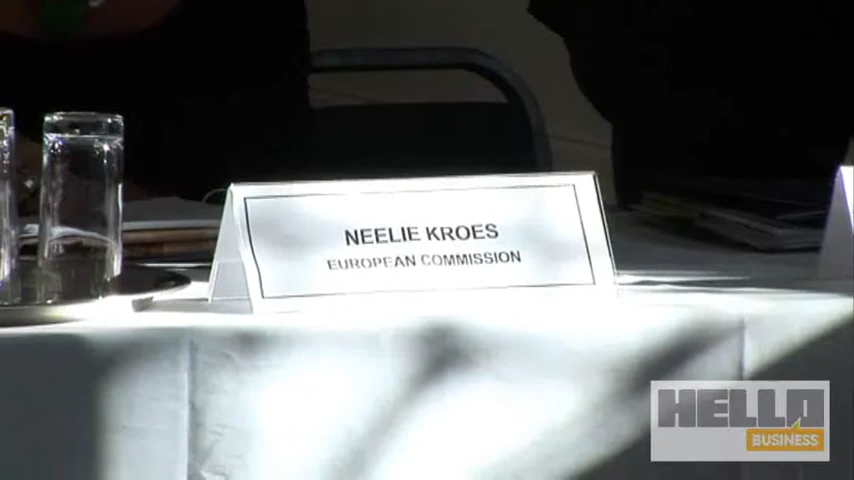 NEELIE KROES
EUROPEAN COMMISSION
HELLO
BUSINESS